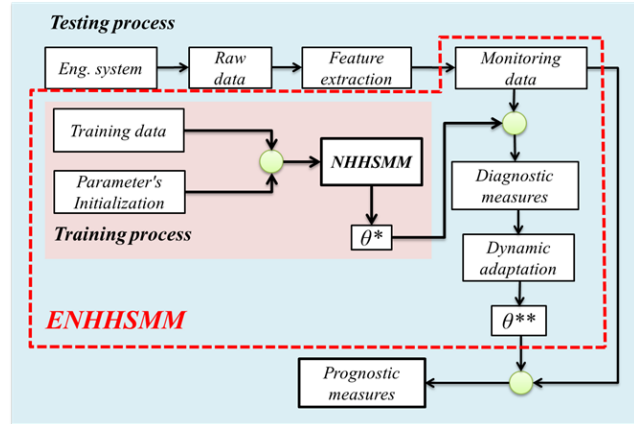 Testing process
Eng. system
Raw
data
Feature
extraction
Monitoring
data
Training data
Parameter's
Initialization
NHHSMM
θ*
Training process
Diagnostic
measures
Dynamic
adaptation
θ**
ENHHSMM
Prognostic
measures